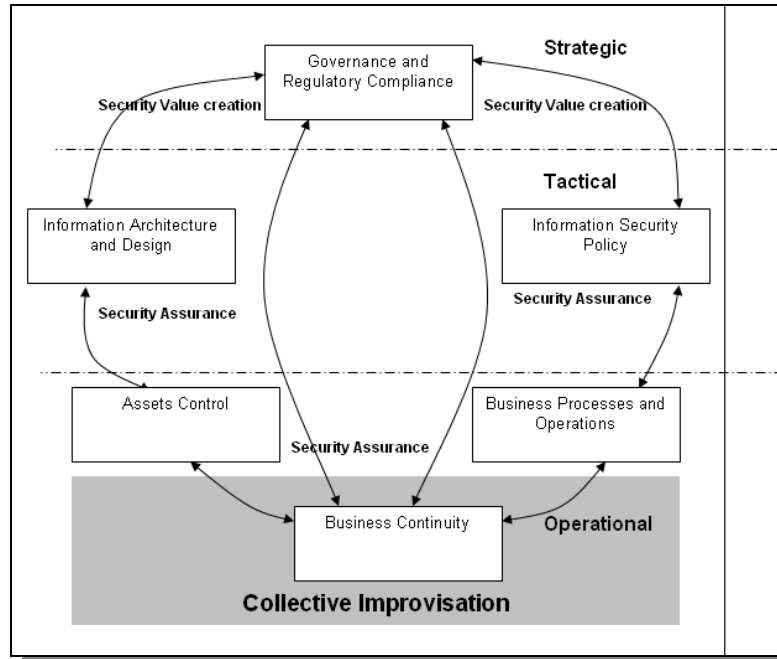 Governance and
Regulatory Compliance
Strategic
Security Value creation
Security Value creation
Tactical
Information Architecture
and Design
Information Security
Policy
Security Assurance
Security Assurance
Assets Control
Business Processes and
Operations
Security Assurance
Business Continuity
Operational
Collective Improvisation